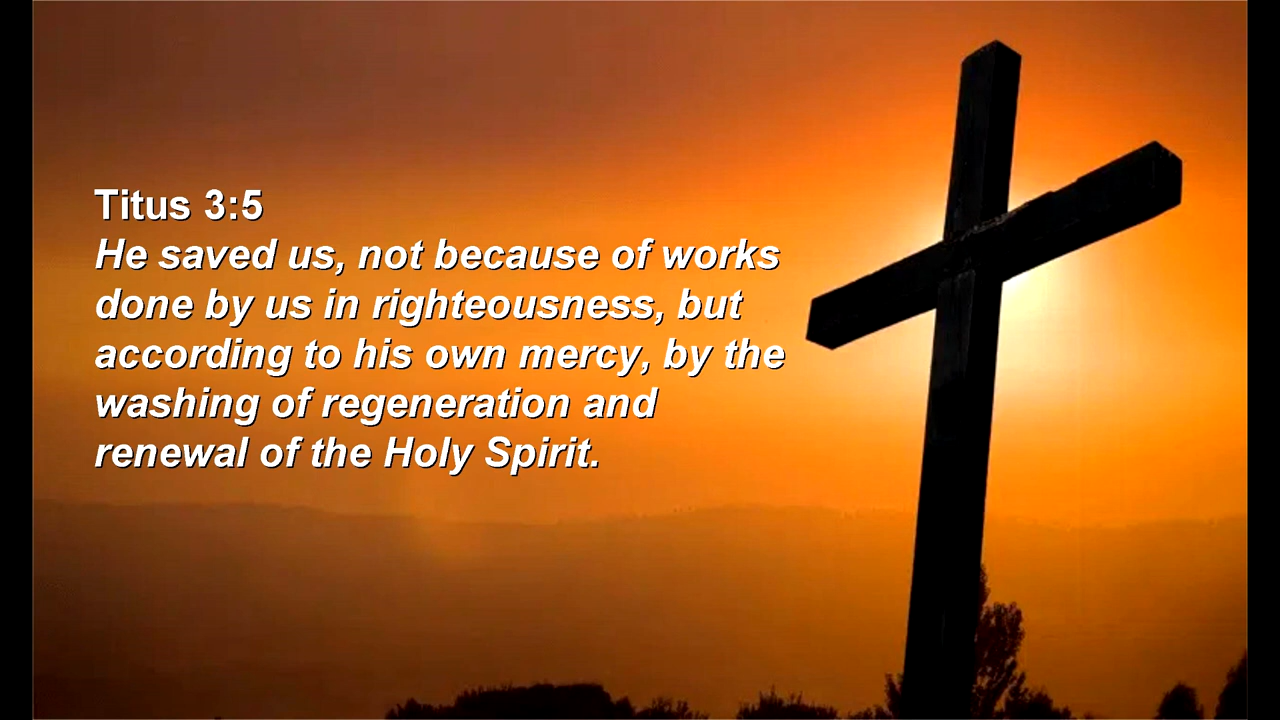 Titus 3:5
He saved us, not because of works
done by us in righteousness, but
according to his own mercy, by the
washing of regeneration and
renewal of the Holy Spirit.